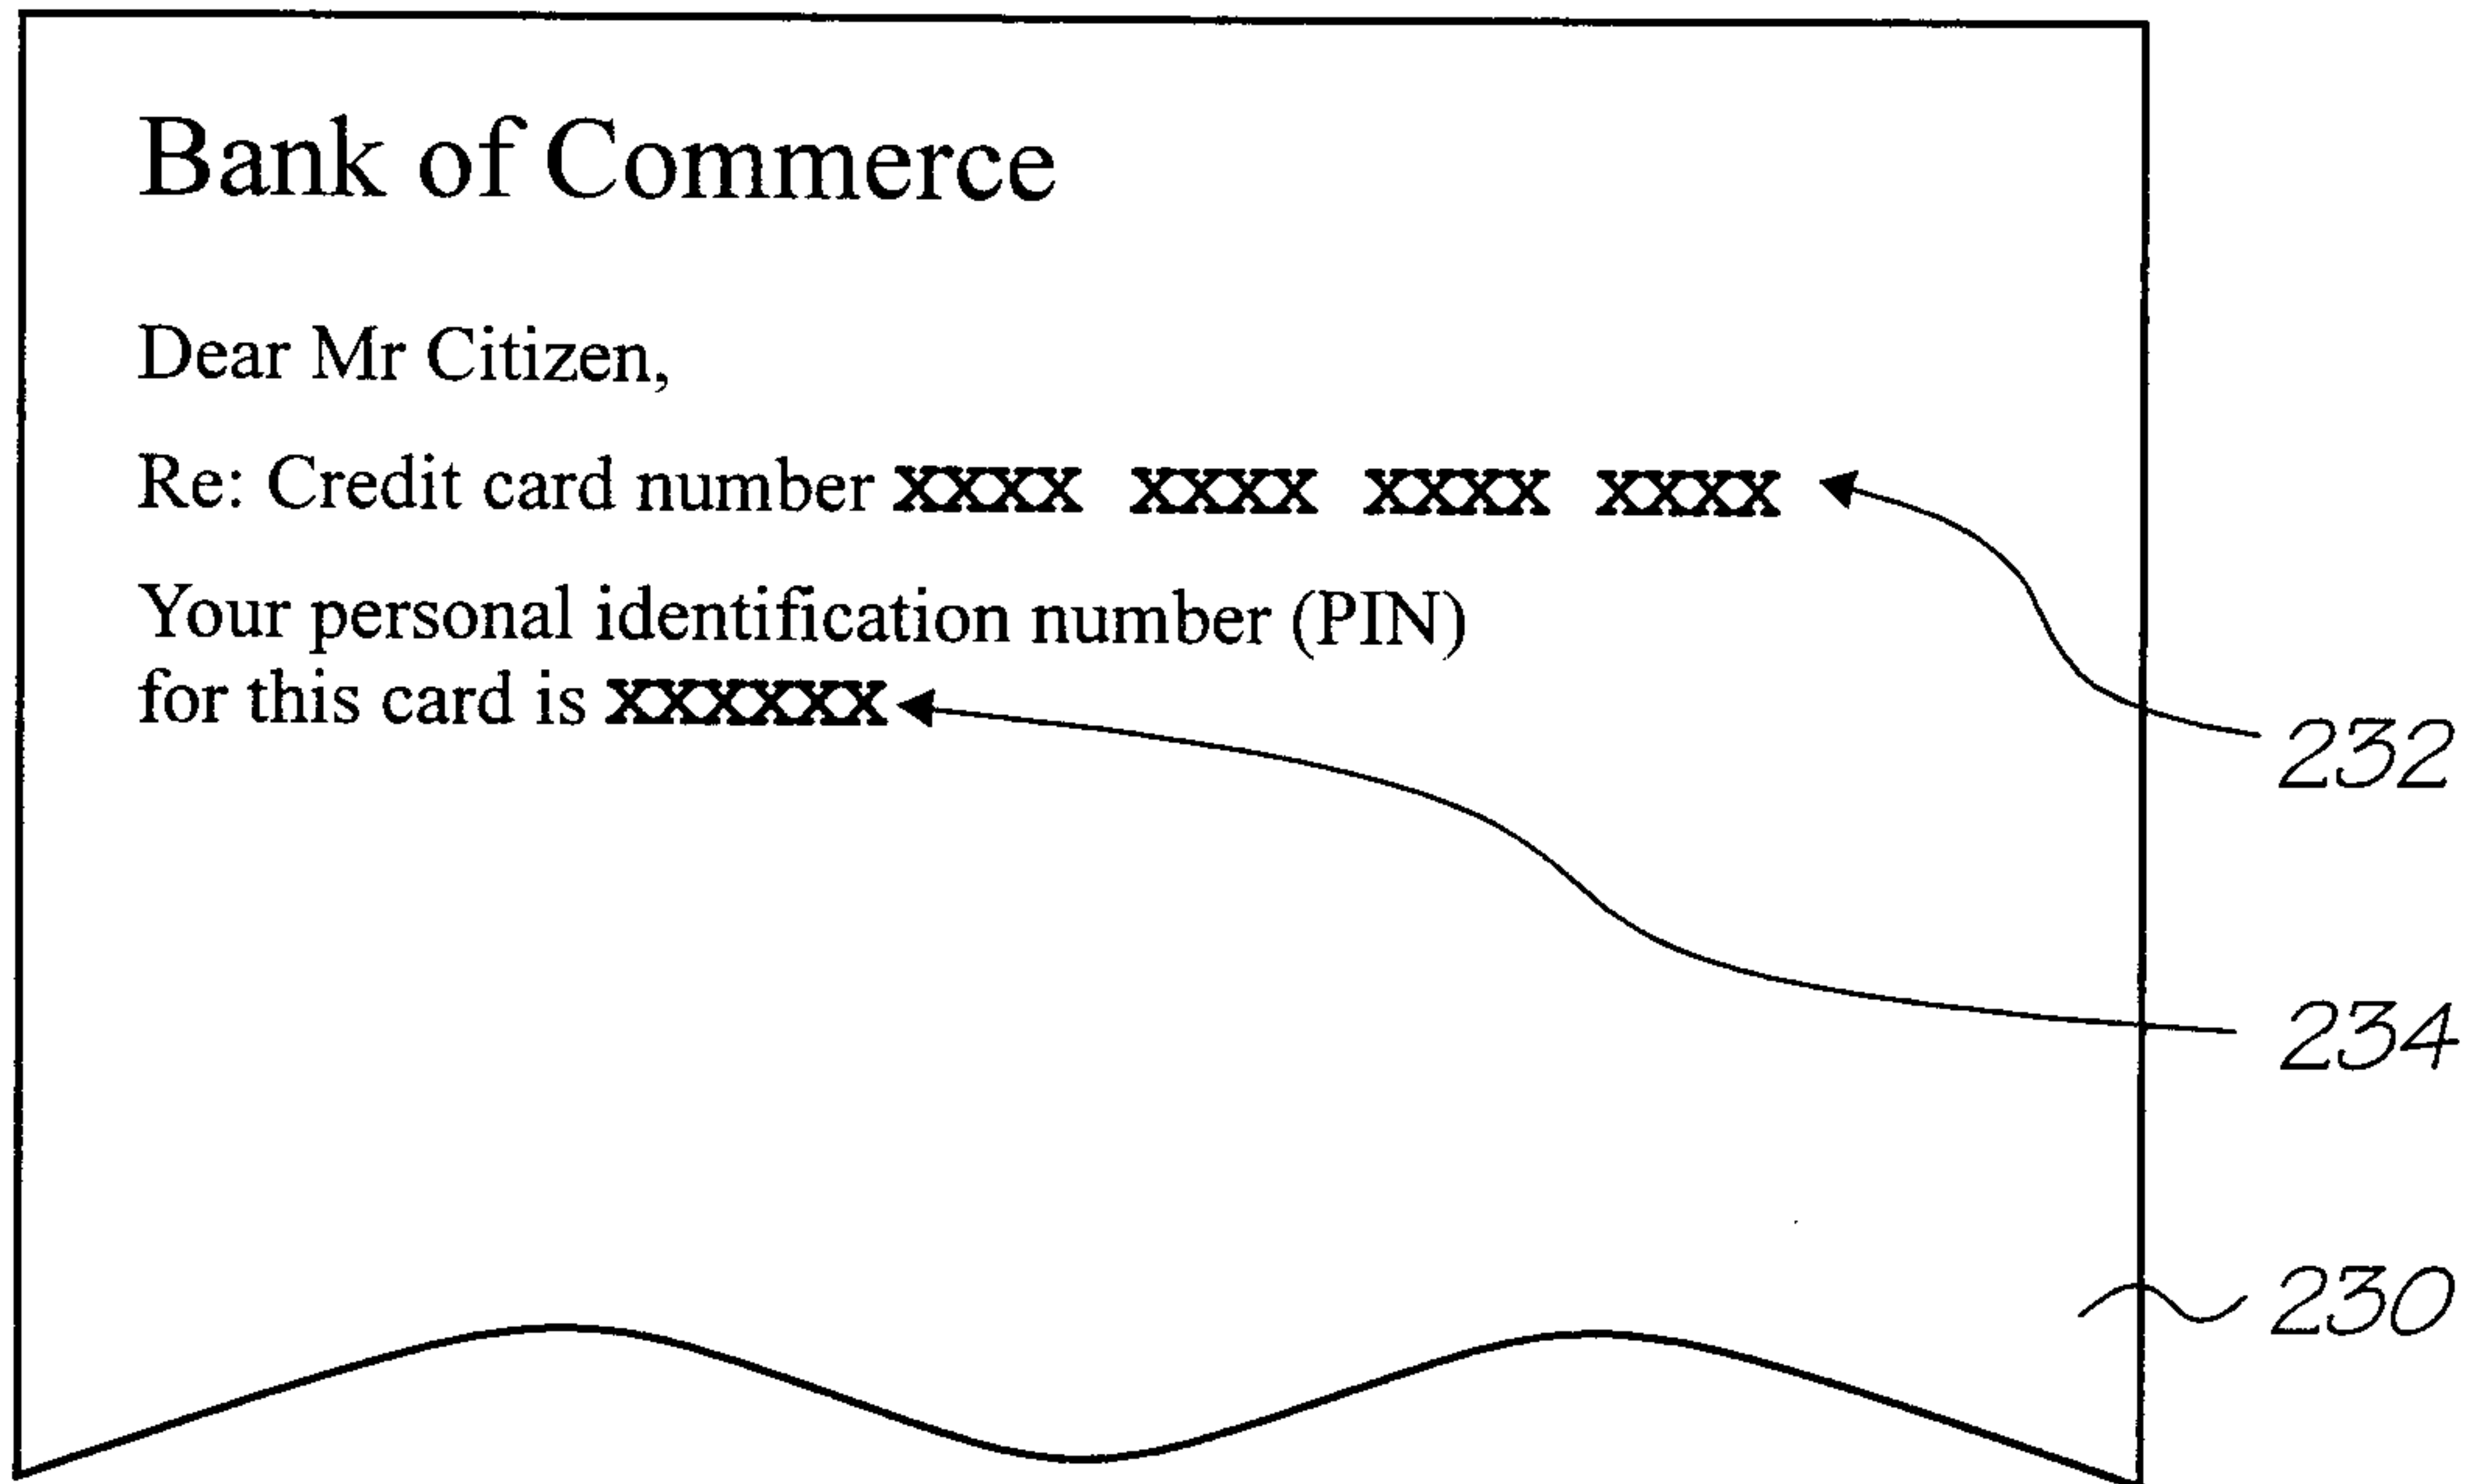 Bank of Commerce
Dear Mr Citizen,
Re: Credit card number xxxx xxxx xxxx xxxx
Your personal identification number (PIN)
for this card is xxxxxx
232
234
230